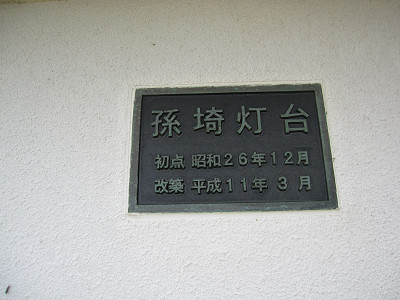 孫埼灯台
初点 昭和26年12月
改築 平成11年 3月